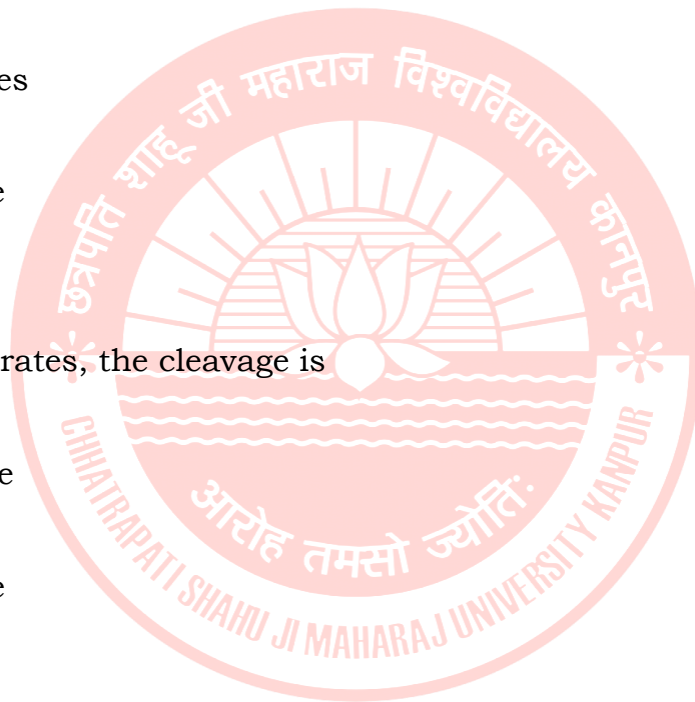 es
छत्रपति शाहू जी महाराज विश्वविद्यालय कानपुर
e
rates, the cleavage is
e
आरोह तमसो ज्योतिः
e
CHHATRAPATI SHAHU JI MAHARAJ UNIVERSITY KANPUR